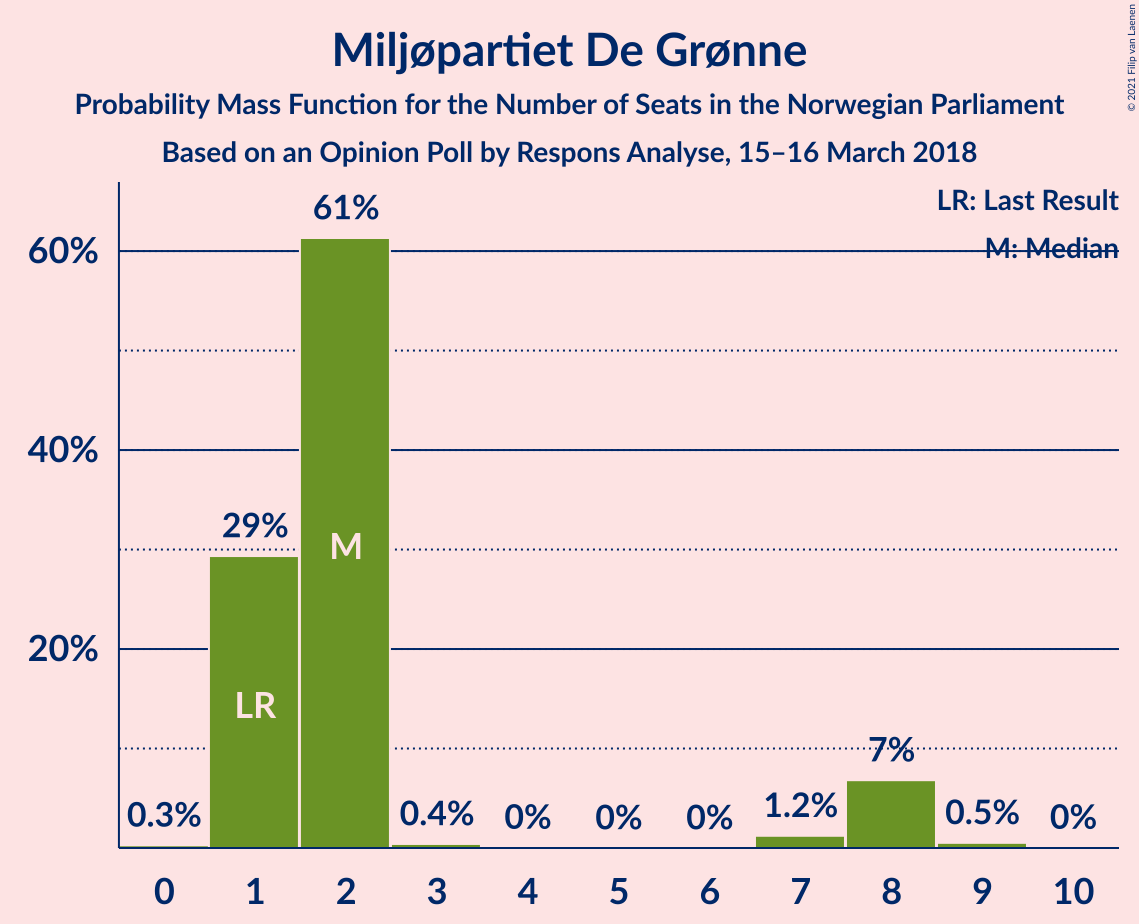 Miljøpartiet De Grønne
Probability Mass Function for the Number of Seats in the Norwegian Parliament
Based on an Opinion Poll by Respons Analyse, 15–16 March 2018
© 2021 Filip van Laenen
LR: Last Result
M: Median
60%
40%
20%
0.3%
29%
61%
0.4%
0%
0%
0%
1.2%
7%
0.5%
0%
LR
M
0 1 2 3 4 5 6 7 8 9 10